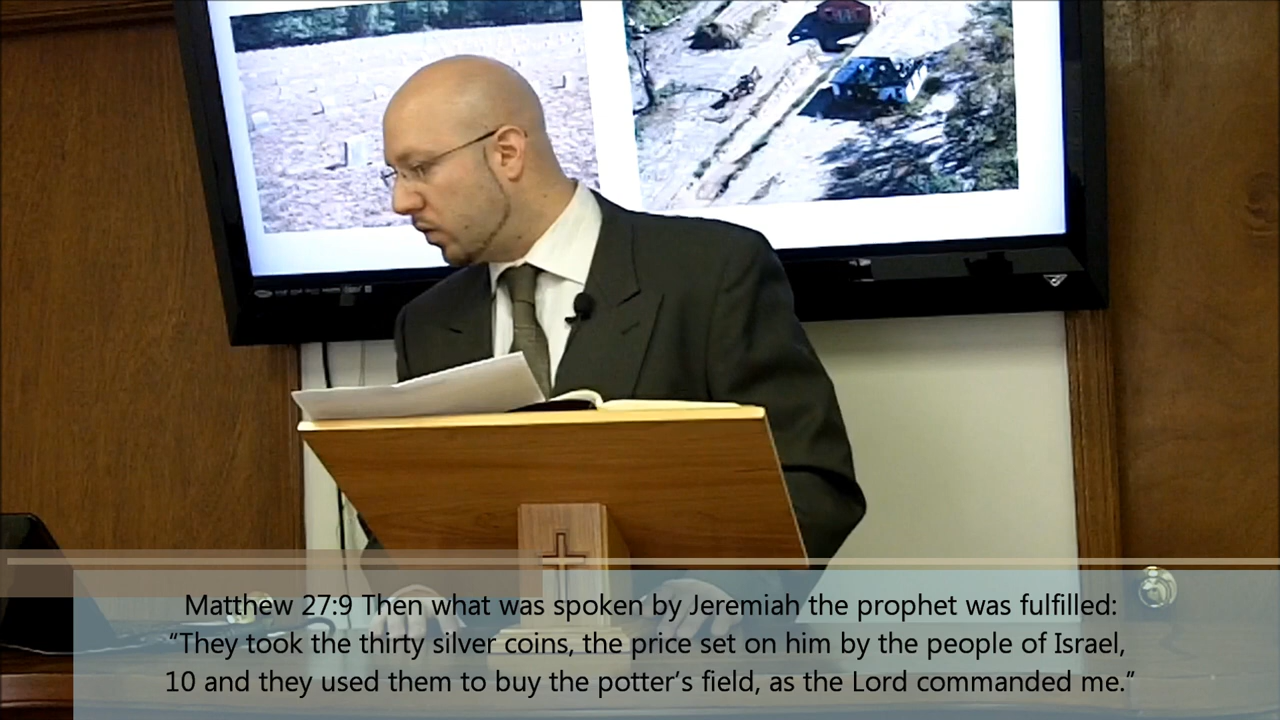 Matthew 27:9 Then what was spoken by Jeremiah the prophet was fulfilled:
“They took the thirty silver coins, the price set on him by the people of Israel,
10 and they used them to buy the potter’s field, as the Lord commanded me.”